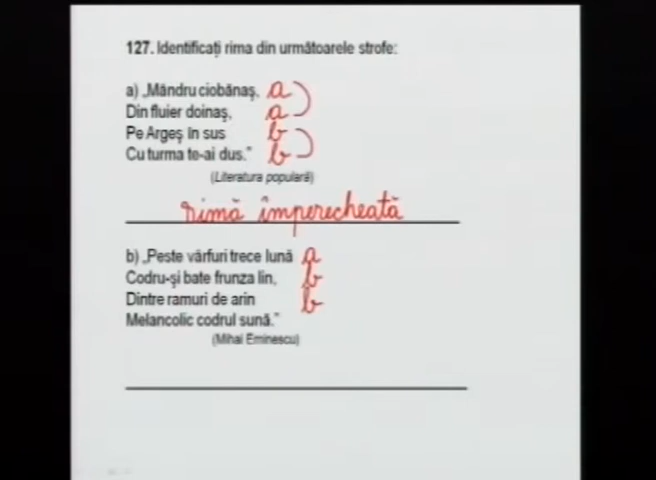 127. Identificați rima din următoarele strofe:
a) „Mândru ciobănaș, a
Din fluier doinaș, a
Pe Argeș în sus b
Cu turma te-ai dus.” b
(Literatura populară)
rimă împerecheată
b) „Peste vârfuri trece lună a
Codru-și bate frunza lin, b
Dintre ramuri de arin b
Melancolic codrul sună.”
(Mihai Eminescu)